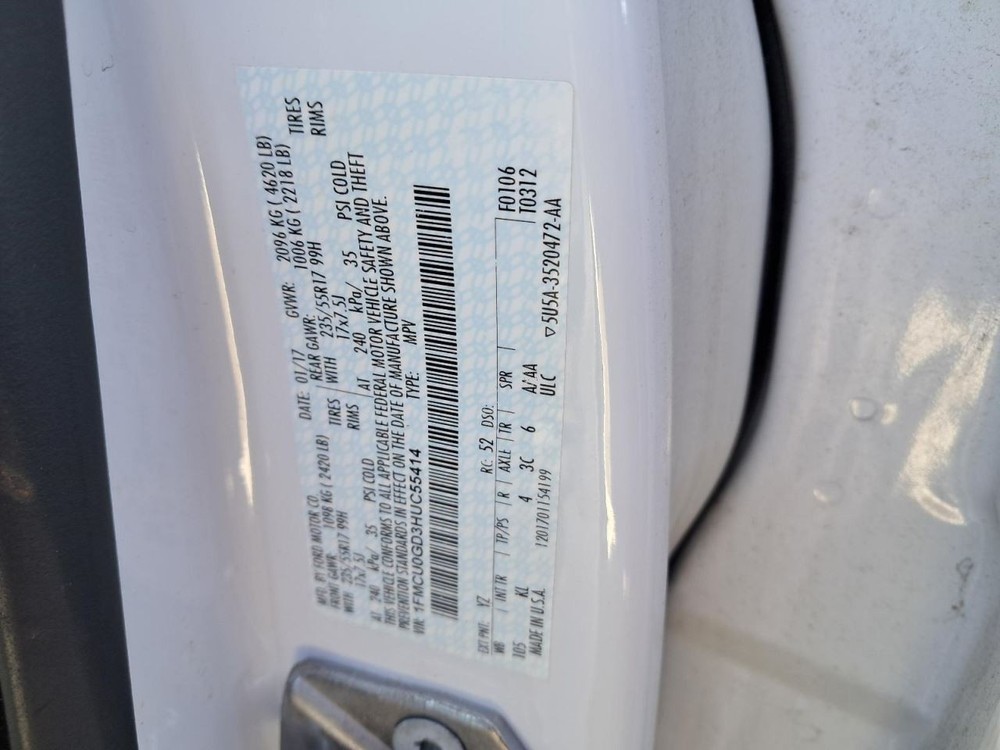 MFD. BY FORD MOTOR CO.
DATE: 01/17 GVWR: 2096 KG ( 4620 LB)
FRONT GAWR: 1098 KG ( 2420 LB) REAR GAWR: 1006 KG ( 2218 LB)
WITH 235/55R17 99H TIRES WITH 235/55R17 99H TIRES
17x7.5J RIMS 17x7.5J RIMS
AT 240 kPa/ 35 PSI COLD AT 240 kPa/ 35 PSI COLD
THIS VEHICLE CONFORMS TO ALL APPLICABLE FEDERAL MOTOR VEHICLE SAFETY AND THEFT
PREVENTION STANDARDS IN EFFECT ON THE DATE OF MANUFACTURE SHOWN ABOVE.
VIN: 1FMCU0GD3HUC55414 TYPE: MPV
EXT PNT: YZ RC: 52 DSO: F0106
WB INT TR TP/PS R AXLE TR SPR T0312
105 KL 4 3C 6 A/AA
MADE IN U.S.A. 1201701154199 ULC
▽5U5A-3520472-AA